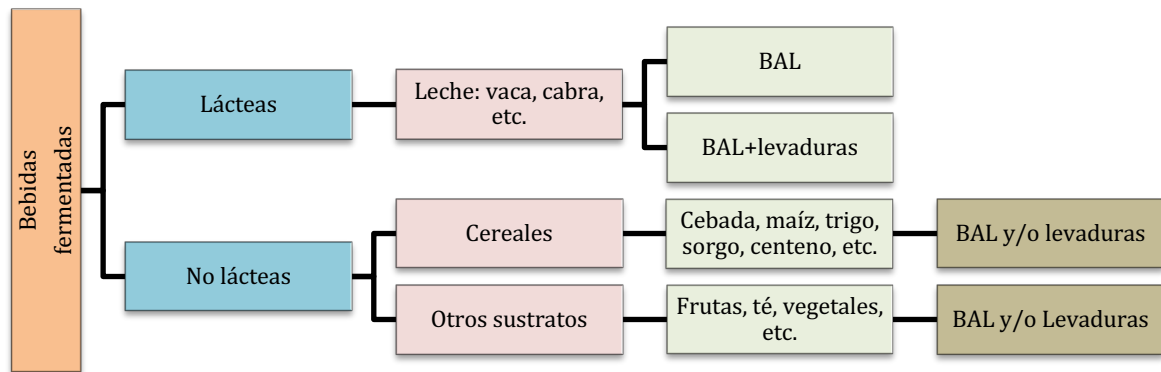 Bebidas
fermentadas
Lácteas
Leche: vaca, cabra,
etc.
BAL
BAL+levaduras
No lácteas
Cereales
Cebada, maíz, trigo,
sorgo, centeno, etc.
BAL y/o levaduras
Otros sustratos
Frutas, té, vegetales,
etc.
BAL y/o Levaduras